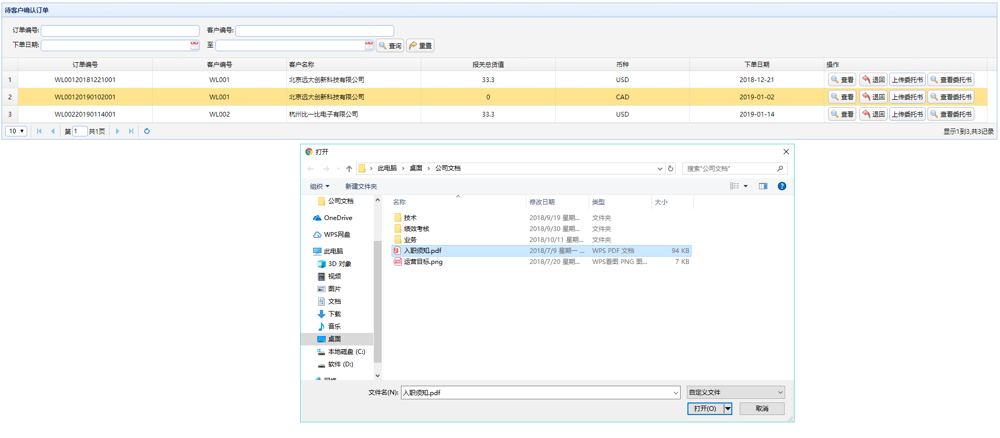 待客户确认订单
订单编号: 客户编号:
下单日期: 至 查询 重置
订单编号 客户编号 客户名称 报关总货值 币种 下单日期 操作
1 WL00120181221001 WL001 北京远大创新科技有限公司 33.3 USD 2018-12-21 查看 退回 上传委托书 查看委托书
2 WL00120190102001 WL001 北京远大创新科技有限公司 0 CAD 2019-01-02 查看 退回 上传委托书 查看委托书
3 WL00220190114001 WL002 杭州比一比电子有限公司 33.3 USD 2019-01-14 查看 退回 上传委托书 查看委托书
10 第 1 共1页 显示1到3,共3记录
打开
此电脑 › 桌面 › 公司文档 搜索"公司文档"
组织 新建文件夹
公司文档
OneDrive
WPS网盘
此电脑
3D 对象
视频
图片
文档
下载
音乐
桌面
本地磁盘 (C:)
软件 (D:)
网络
名称 修改日期 类型 大小
技术 2018/9/19 星期... 文件夹
绩效考核 2018/9/30 星期... 文件夹
业务 2018/10/11 星期... 文件夹
入职须知.pdf 2018/7/9 星期一 ... WPS PDF 文档 94 KB
运营目标.png 2018/7/20 星期... WPS看图 PNG 图... 7 KB
文件名(N): 入职须知.pdf 自定义文件
打开(O) 取消